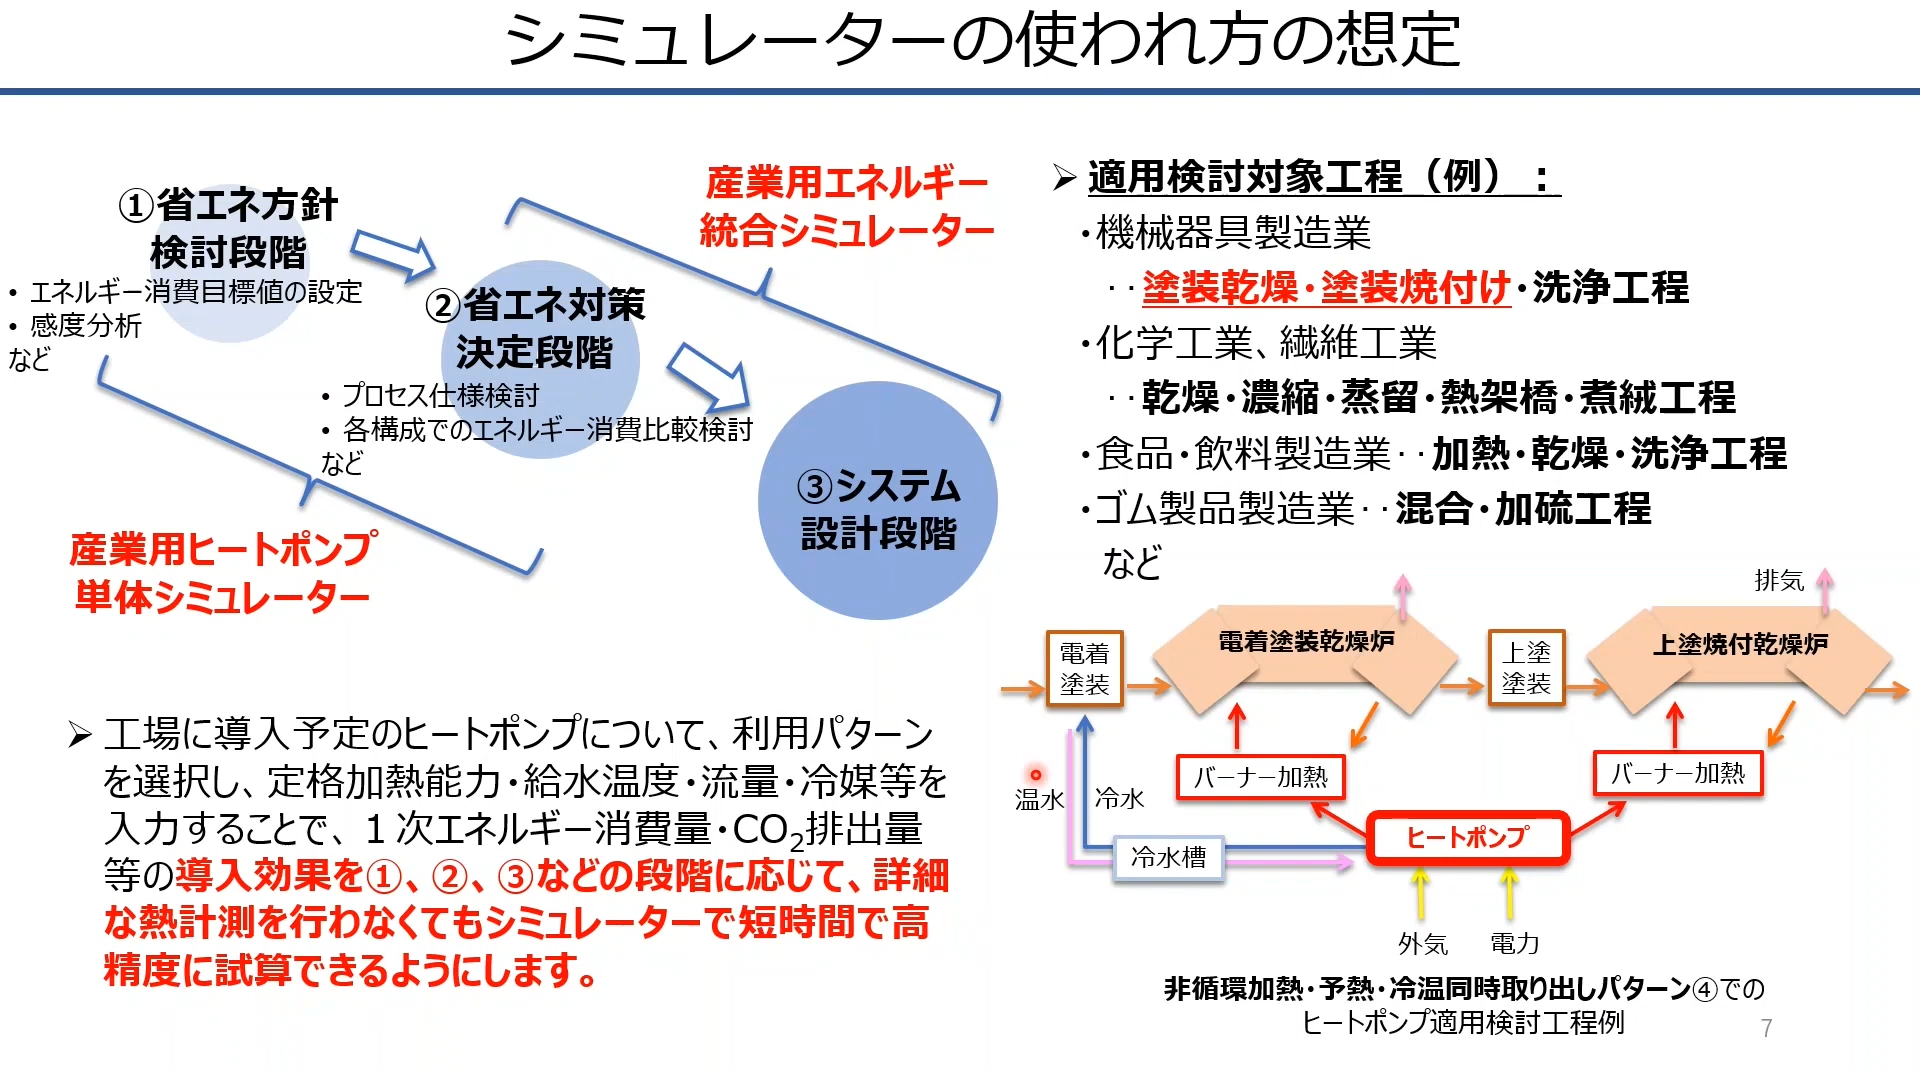 シミュレーターの使われ方の想定
①省エネ方針
検討段階
• エネルギー消費目標値の設定
• 感度分析
など
②省エネ対策
決定段階
• プロセス仕様検討
• 各構成でのエネルギー消費比較検討
など
③システム
設計段階
産業用エネルギー
統合シミュレーター
産業用ヒートポンプ
単体シミュレーター
➢ 工場に導入予定のヒートポンプについて、利用パターン
を選択し、定格加熱能力・給水温度・流量・冷媒等を
入力することで、１次エネルギー消費量・CO2排出量
等の導入効果を①、②、③などの段階に応じて、詳細
な熱計測を行わなくてもシミュレーターで短時間で高
精度に試算できるようにします。
➢ 適用検討対象工程（例）：
・機械器具製造業
‥塗装乾燥・塗装焼付け・洗浄工程
・化学工業、繊維工業
‥乾燥・濃縮・蒸留・熱架橋・煮絨工程
・食品・飲料製造業‥加熱・乾燥・洗浄工程
・ゴム製品製造業‥混合・加硫工程
など
排気
電着
塗装
電着塗装乾燥炉
上塗
塗装
上塗焼付乾燥炉
バーナー加熱
バーナー加熱
温水
冷水
冷水槽
ヒートポンプ
外気
電力
非循環加熱・予熱・冷温同時取り出しパターン④での
ヒートポンプ適用検討工程例
7